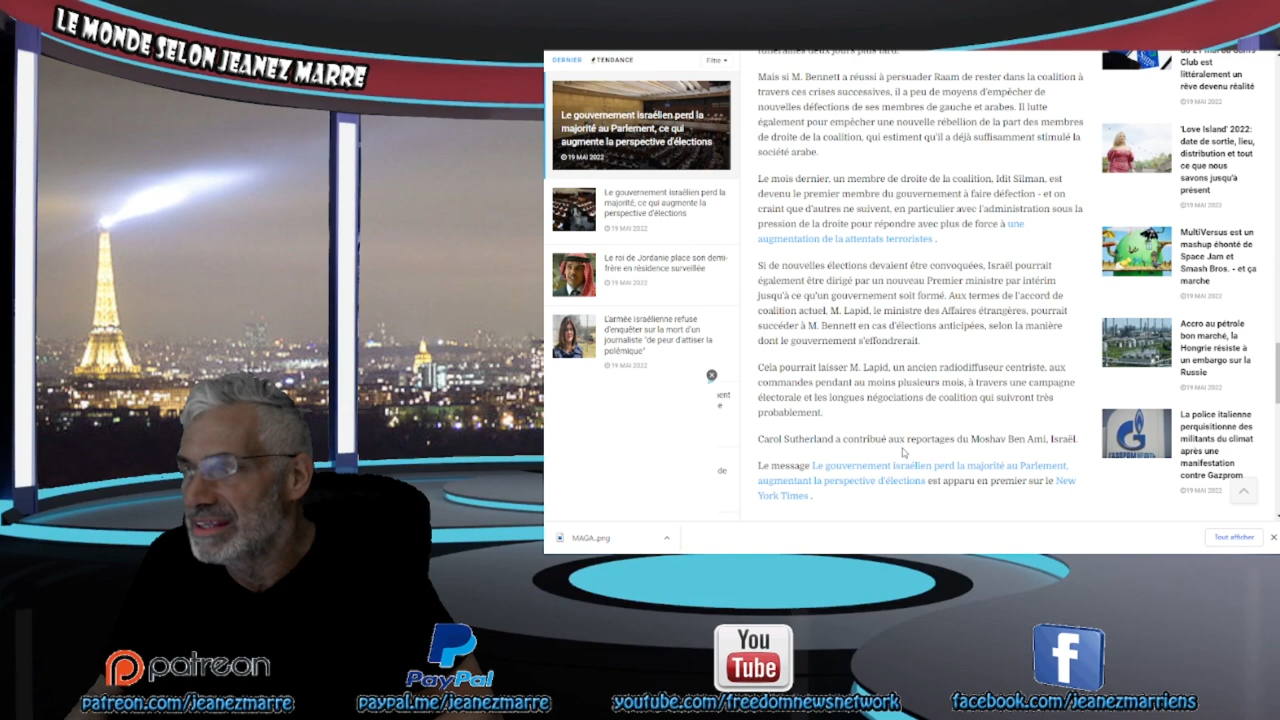 LE MONDE SELON JEANEZ MARRE
DERNIER
TENDANCE
Filtre
Le gouvernement israélien perd la
majorité au Parlement, ce qui
augmente la perspective d'élections
19 MAI 2022
Le gouvernement israélien perd la
majorité, ce qui augmente la
perspective d'élections
19 MAI 2022
Le roi de Jordanie place son demi-
frère en résidence surveillée
19 MAI 2022
L'armée israélienne refuse
d'enquêter sur la mort d'un
journaliste "de peur d'attiser la
polémique"
19 MAI 2022
ient
e
de
funérailles deux jours plus tard.
Mais si M. Bennett a réussi à persuader Raam de rester dans la coalition à
travers ces crises successives, il a peu de moyens d'empêcher de
nouvelles défections de ses membres de gauche et arabes. Il lutte
également pour empêcher une nouvelle rébellion de la part des membres
de droite de la coalition, qui estiment qu'il a déjà suffisamment stimulé la
société arabe.
Le mois dernier, un membre de droite de la coalition, Idit Silman, est
devenu le premier membre du gouvernement à faire défection - et on
craint que d'autres ne suivent, en particulier avec l'administration sous la
pression de la droite pour répondre avec plus de force à une
augmentation de la attentats terroristes .
Si de nouvelles élections devaient être convoquées, Israël pourrait
également être dirigé par un nouveau Premier ministre par intérim
jusqu'à ce qu'un gouvernement soit formé. Aux termes de l'accord de
coalition actuel, M. Lapid, le ministre des Affaires étrangères, pourrait
succéder à M. Bennett en cas d'élections anticipées, selon la manière
dont le gouvernement s'effondrerait.
Cela pourrait laisser M. Lapid, un ancien radiodiffuseur centriste, aux
commandes pendant au moins plusieurs mois, à travers une campagne
électorale et les longues négociations de coalition qui suivront très
probablement.
Carol Sutherland a contribué aux reportages du Moshav Ben Ami, Israël.
Le message Le gouvernement israélien perd la majorité au Parlement,
augmentant la perspective d'élections est apparu en premier sur le New
York Times .
Club est
littéralement un
rêve devenu réalité
19 MAI 2022
'Love Island' 2022:
date de sortie, lieu,
distribution et tout
ce que nous
savons jusqu'à
présent
19 MAI 2022
MultiVersus est un
mashup éhonté de
Space Jam et
Smash Bros. - et ça
marche
19 MAI 2022
Accro au pétrole
bon marché, la
Hongrie résiste à
un embargo sur la
Russie
19 MAI 2022
La police italienne
perquisitionne des
militants du climat
après une
manifestation
contre Gazprom
19 MAI 2022
MAGA.png
Tout afficher
patreon
patreon.com/jeanezmarre
PayPal
paypal.me/jeanezmarre
You
Tube
youtube.com/freedomnewsnetwork
f
facebook.com/jeanezmarriens